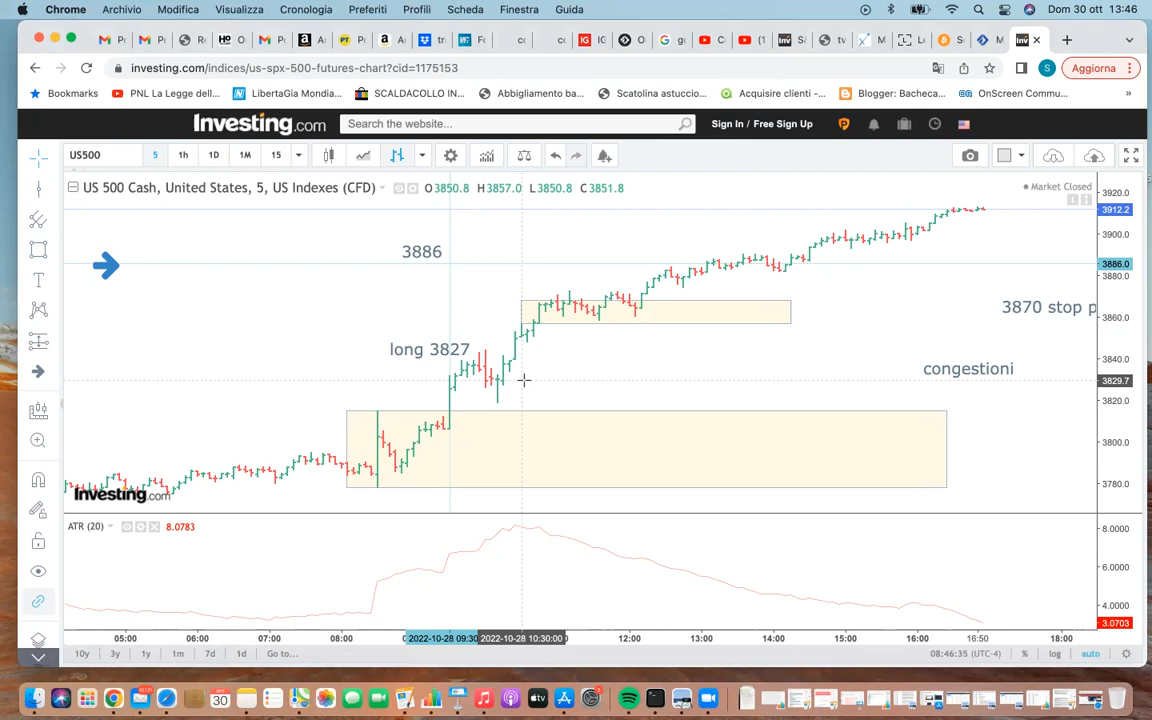 Chrome Archivio Modifica Visualizza Cronologia Preferiti Profili Scheda Finestra Guida Dom 30 ott 13:46
investing.com/indices/us-spx-500-futures-chart?cid=1175153 S Aggiorna
Bookmarks PNL La Legge dell... LibertaGia Mondia... SCALDACOLLO IN... Abbigliamento ba... Scatolina astuccio... Acquisire clienti -... Blogger: Bacheca... OnScreen Commu... »
Investing.com Search the website... Sign In / Free Sign Up
US500 5 1h 1D 1M 15
US 500 Cash, United States, 5, US Indexes (CFD) O3850.8 H3857.0 L3850.8 C3851.8 Market Closed
3920.0
3912.2
3900.0
3886
3886.0
3880.0
3870 stop p
3860.0
long 3827
3840.0
congestioni
3829.7
3820.0
3800.0
3780.0
Investing.com
ATR (20) 8.0783
8.0000
6.0000
4.0000
3.0703
05:00 06:00 07:00 08:00 2022-10-28 09:30 2022-10-28 10:30:00 12:00 13:00 14:00 15:00 16:00 16:50 18:00
10y 3y 1y 1m 7d 1d Go to... 08:46:35 (UTC-4) % log auto